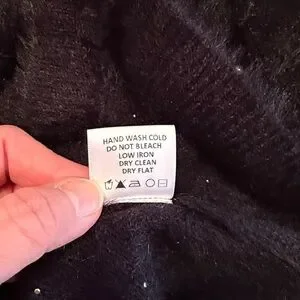 HAND WASH COLD
DO NOT BLEACH
LOW IRON
DRY CLEAN
DRY FLAT